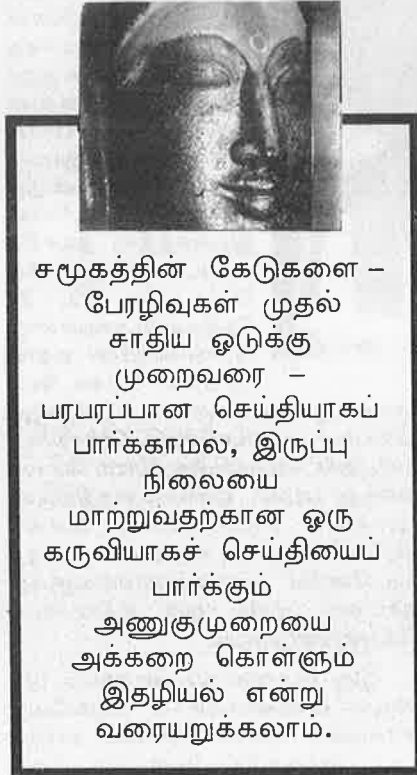 சமூகத்தின் கேடுகளை –
பேரழிவுகள் முதல்
சாதிய ஒடுக்கு
முறைவரை –
பரபரப்பான செய்தியாகப்
பார்க்காமல், இருப்பு
நிலையை
மாற்றுவதற்கான ஒரு
கருவியாகச் செயதியைப்
பார்க்கும்
அணுகுமுறையை
அக்கறை கொள்ளும்
இதழியல் என்று
வரையறுக்கலாம்.